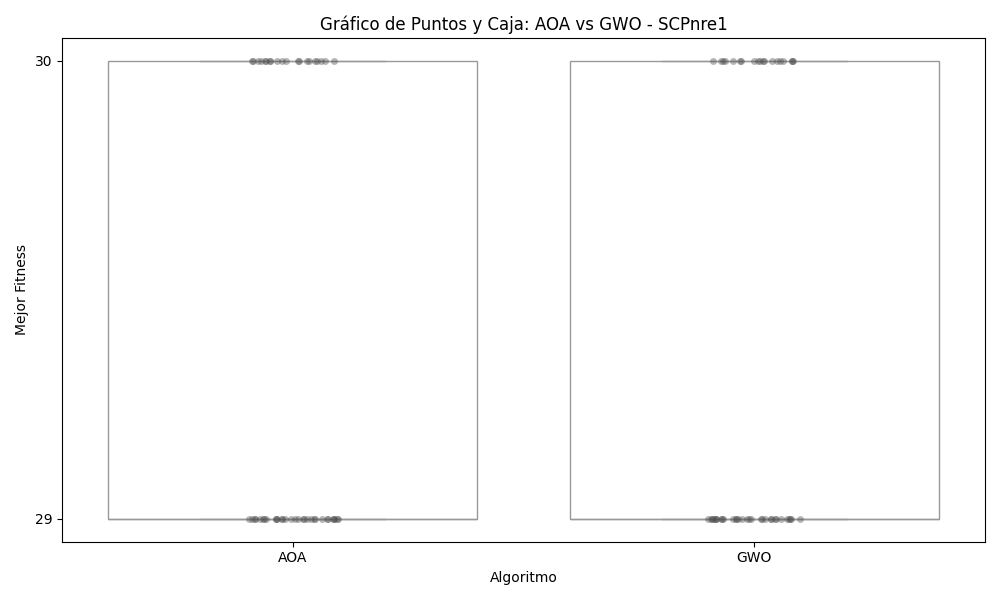 Gráfico de Puntos y Caja: AOA vs GWO - SCPnre1
30
29
Mejor Fitness
AOA
GWO
Algoritmo